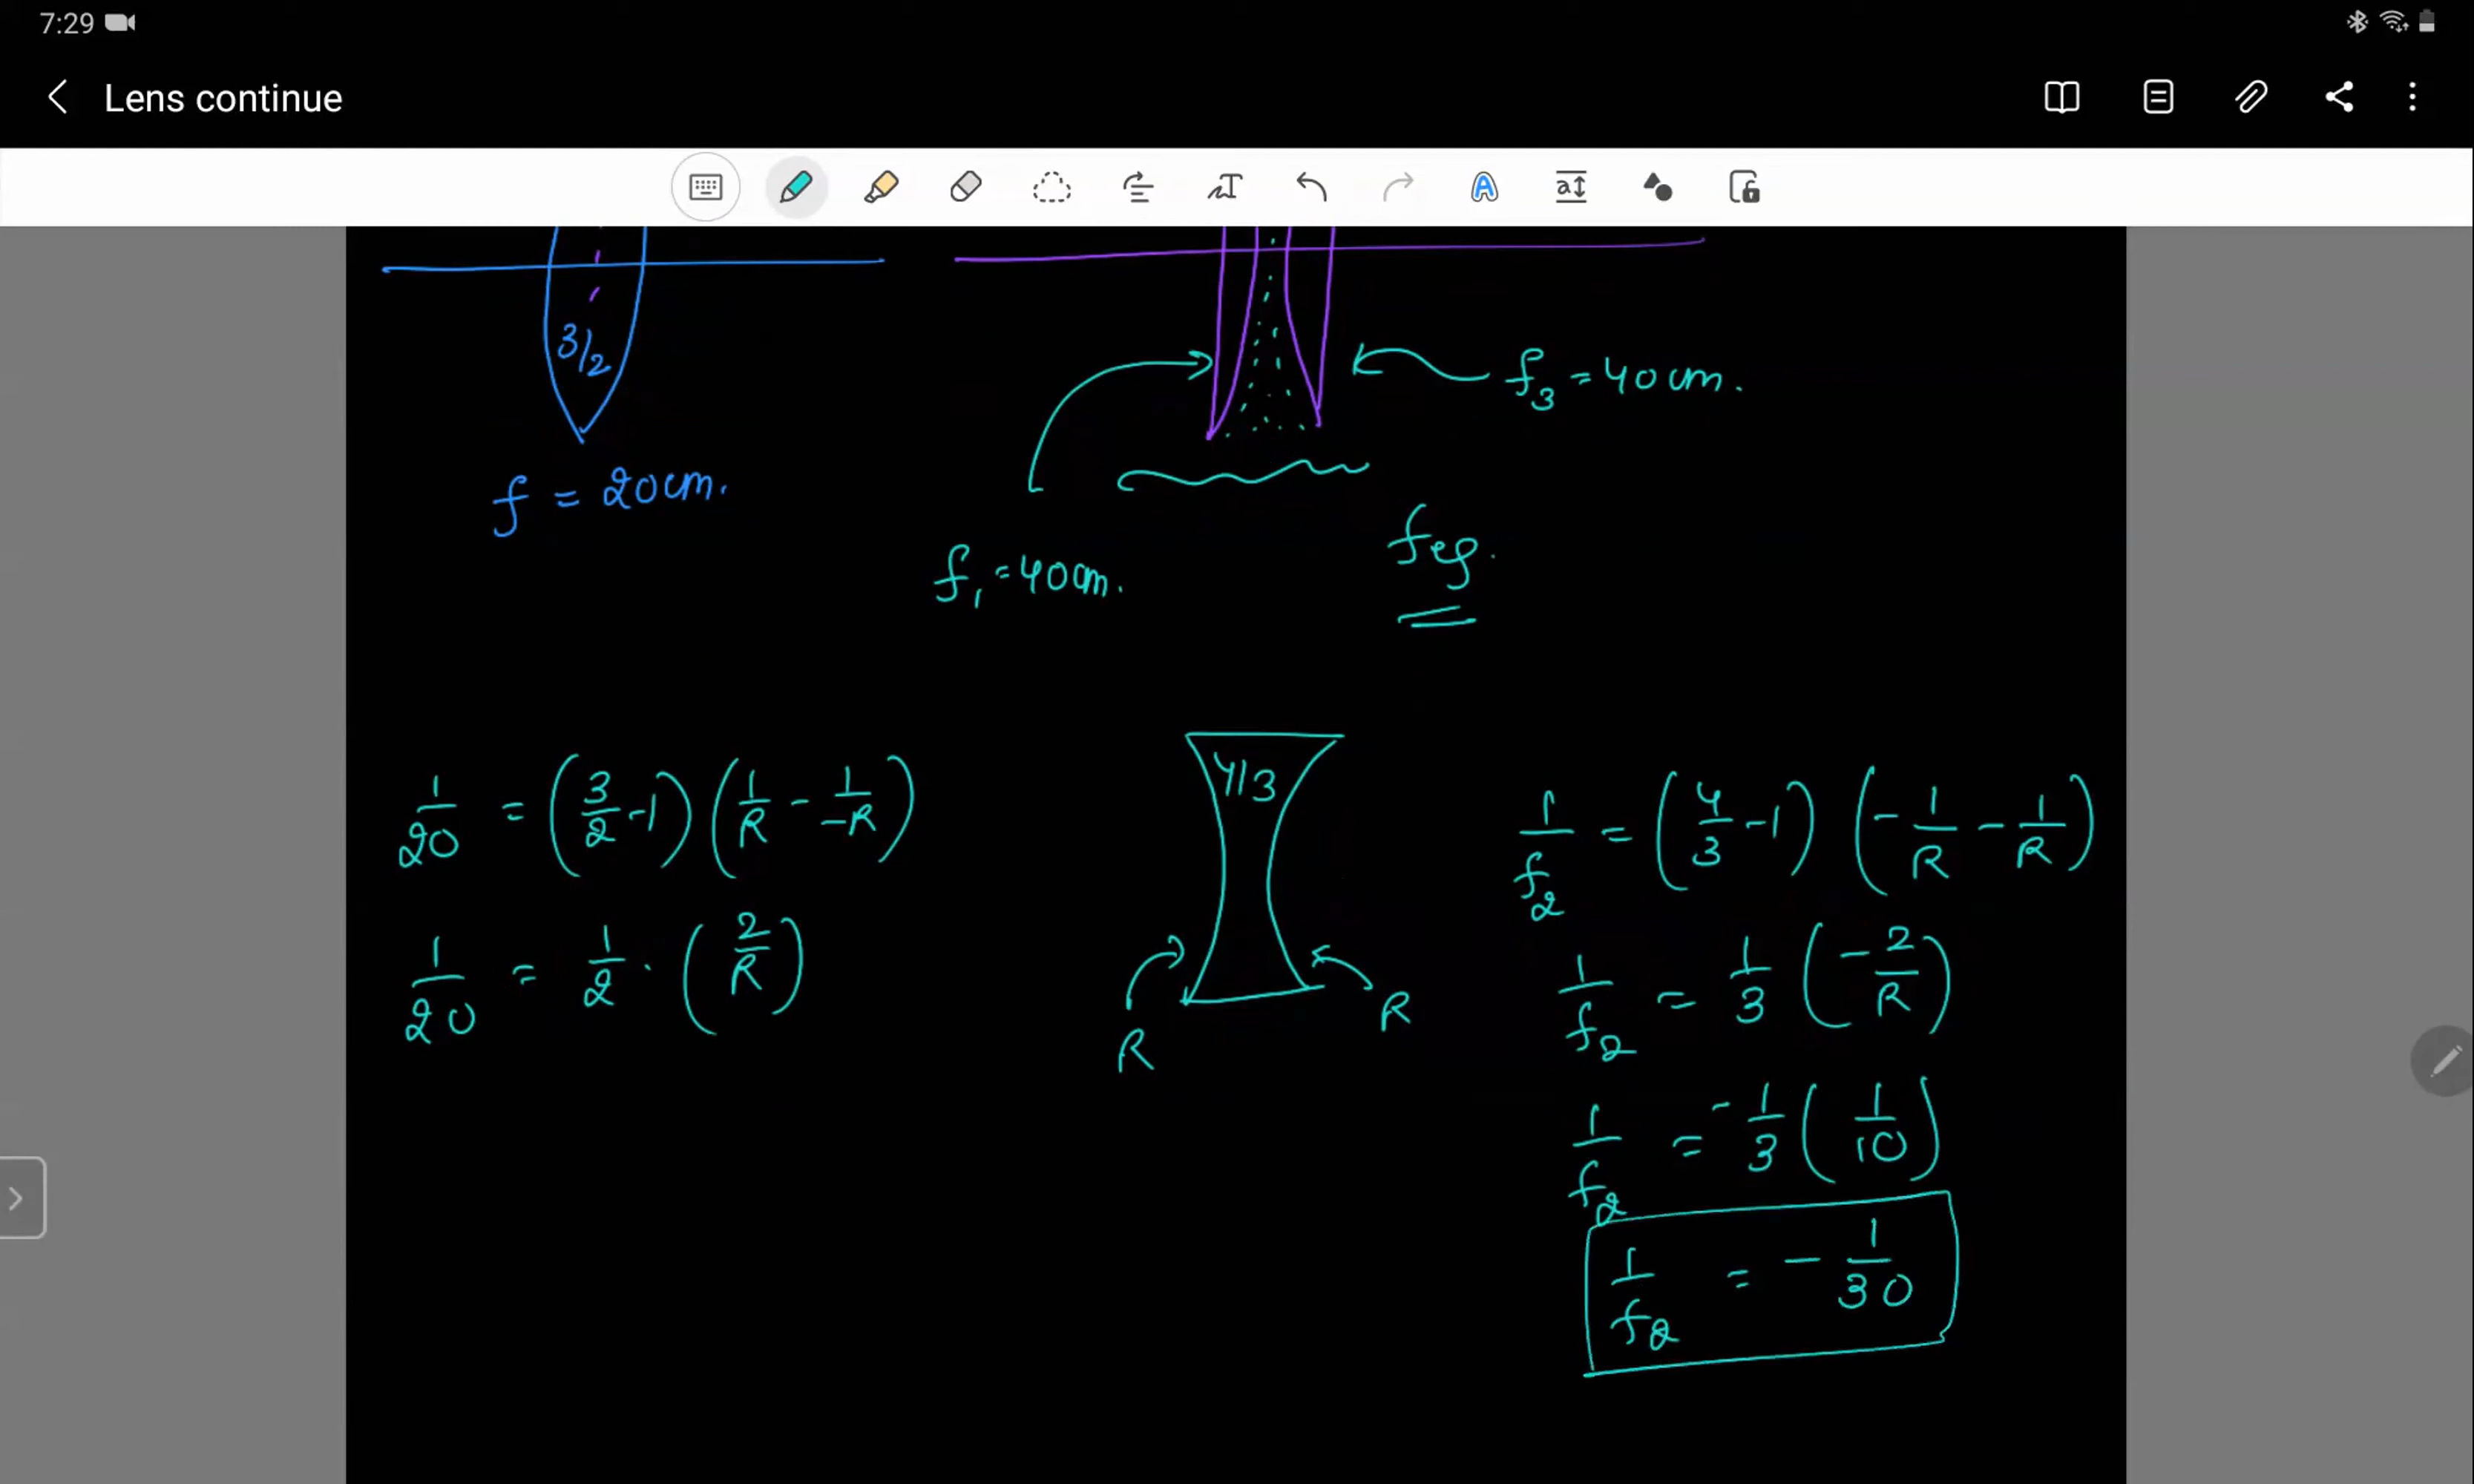 7:29
Lens continue
3/2
f = 20cm.
f₃ = 40cm.
f₁ = 40cm.
feq.
1/20 = (3/2 - 1) (1/R - 1/-R)
1/20 = 1/2 . (2/R)
4/3
R
R
1/f₂ = (4/3 - 1) (- 1/R - 1/R)
1/f₂ = 1/3 (- 2/R)
1/f₂ = - 1/3 (1/10)
1/f₂ = - 1/30